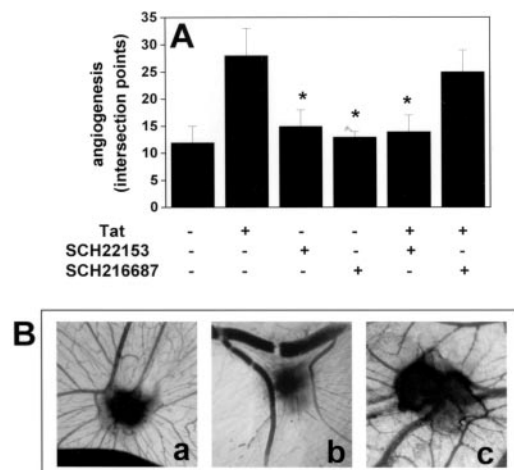 A
35
30
25
20
15
10
5
0
angiogenesis
(intersection points)
* * *
Tat - + - - + +
SCH22153 - - + - + -
SCH216687 - - - + - +
B
a b c